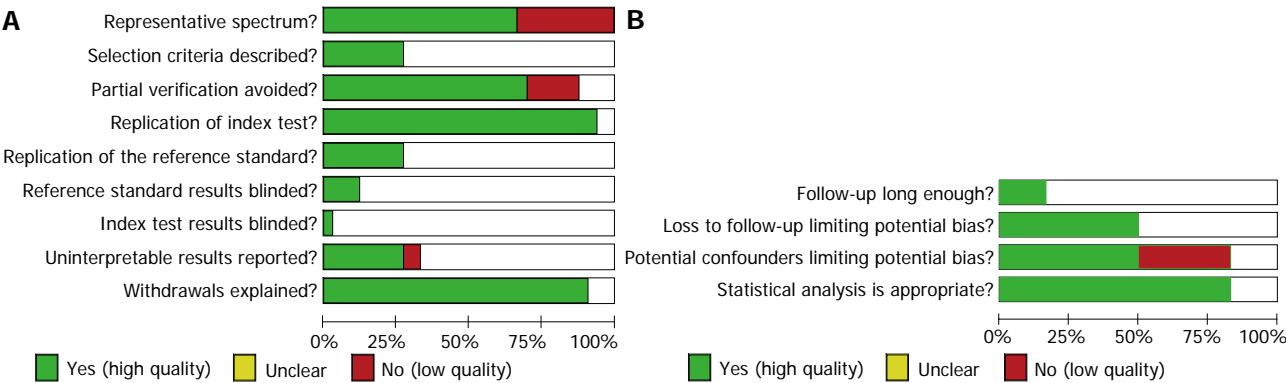 A
Representative spectrum?
Selection criteria described?
Partial verification avoided?
Replication of index test?
Replication of the reference standard?
Reference standard results blinded?
Index test results blinded?
Uninterpretable results reported?
Withdrawals explained?
0% 25% 50% 75% 100%
Yes (high quality) Unclear No (low quality)
B
Follow-up long enough?
Loss to follow-up limiting potential bias?
Potential confounders limiting potential bias?
Statistical analysis is appropriate?
0% 25% 50% 75% 100%
Yes (high quality) Unclear No (low quality)